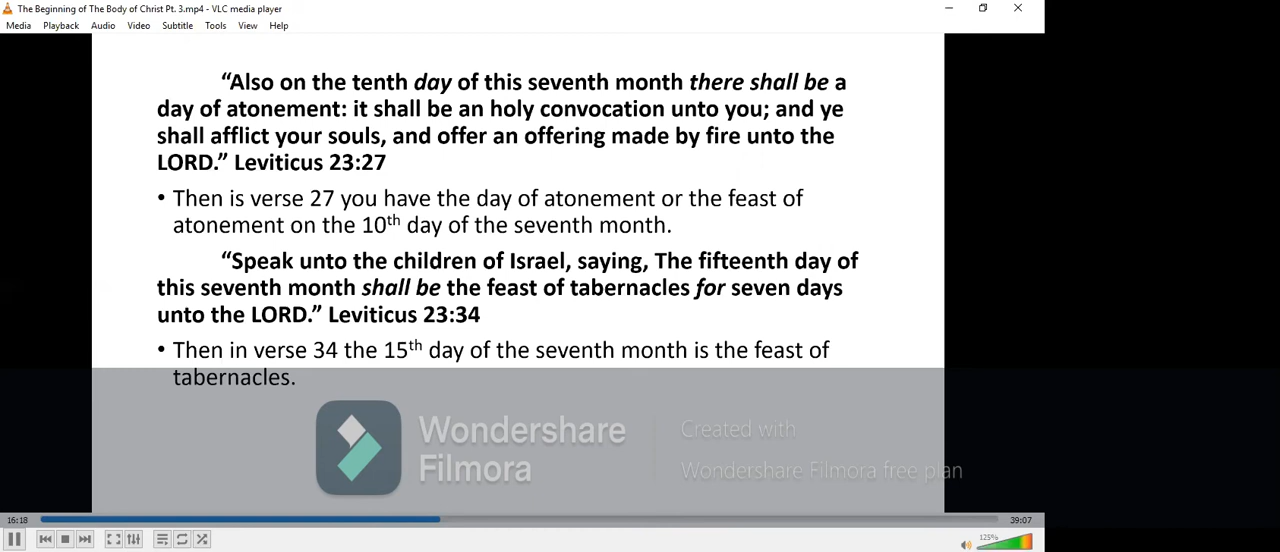 The Beginning of The Body of Christ Pt. 3.mp4 - VLC media player
Media Playback Audio Video Subtitle Tools View Help
“Also on the tenth day of this seventh month there shall be a
day of atonement: it shall be an holy convocation unto you; and ye
shall afflict your souls, and offer an offering made by fire unto the
LORD.” Leviticus 23:27
• Then is verse 27 you have the day of atonement or the feast of
atonement on the 10th day of the seventh month.
“Speak unto the children of Israel, saying, The fifteenth day of
this seventh month shall be the feast of tabernacles for seven days
unto the LORD.” Leviticus 23:34
• Then in verse 34 the 15th day of the seventh month is the feast of
tabernacles.
Wondershare
Filmora
Created with
Wondershare Filmora free plan
16:18
39:07
125%